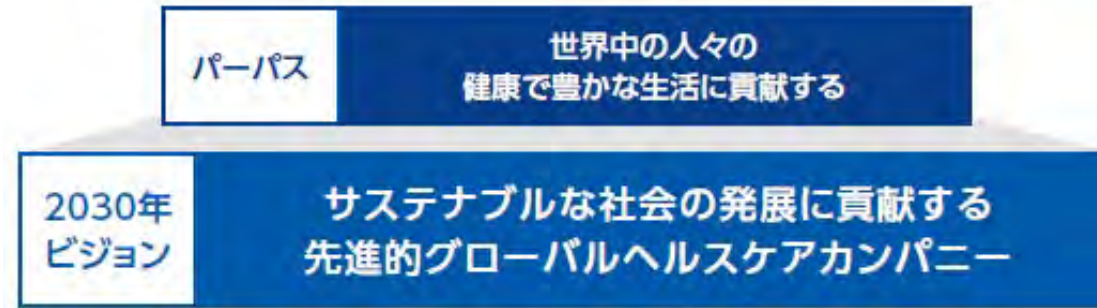 パーパス
世界中の人々の
健康で豊かな生活に貢献する
2030年
ビジョン
サステナブルな社会の発展に貢献する
先進的グローバルヘルスケアカンパニー